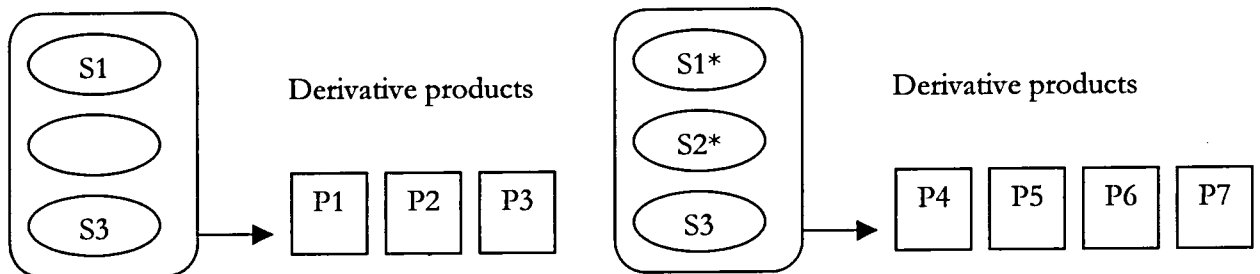 S1
Derivative products
S3
P1 P2 P3
S1*
S2*
Derivative products
S3
P4 P5 P6 P7